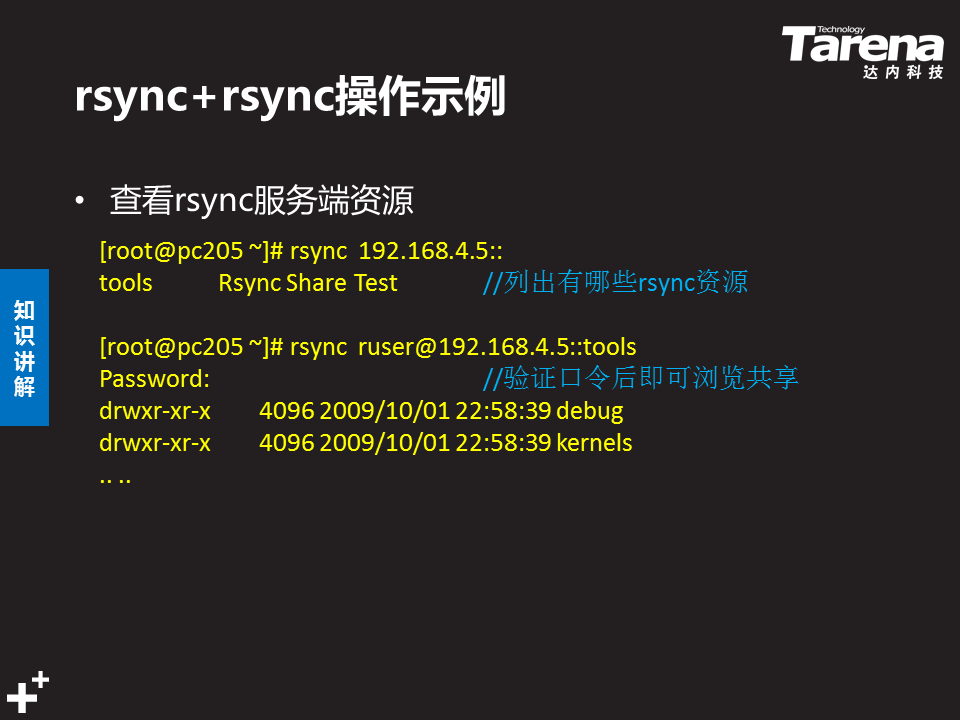 Technology
Tarena
达内科技
rsync+rsync操作示例
• 查看rsync服务端资源
[root@pc205 ~]# rsync 192.168.4.5::
tools Rsync Share Test //列出有哪些rsync资源
[root@pc205 ~]# rsync ruser@192.168.4.5::tools
Password: //验证口令后即可浏览共享
drwxr-xr-x 4096 2009/10/01 22:58:39 debug
drwxr-xr-x 4096 2009/10/01 22:58:39 kernels
.. ..
知识讲解